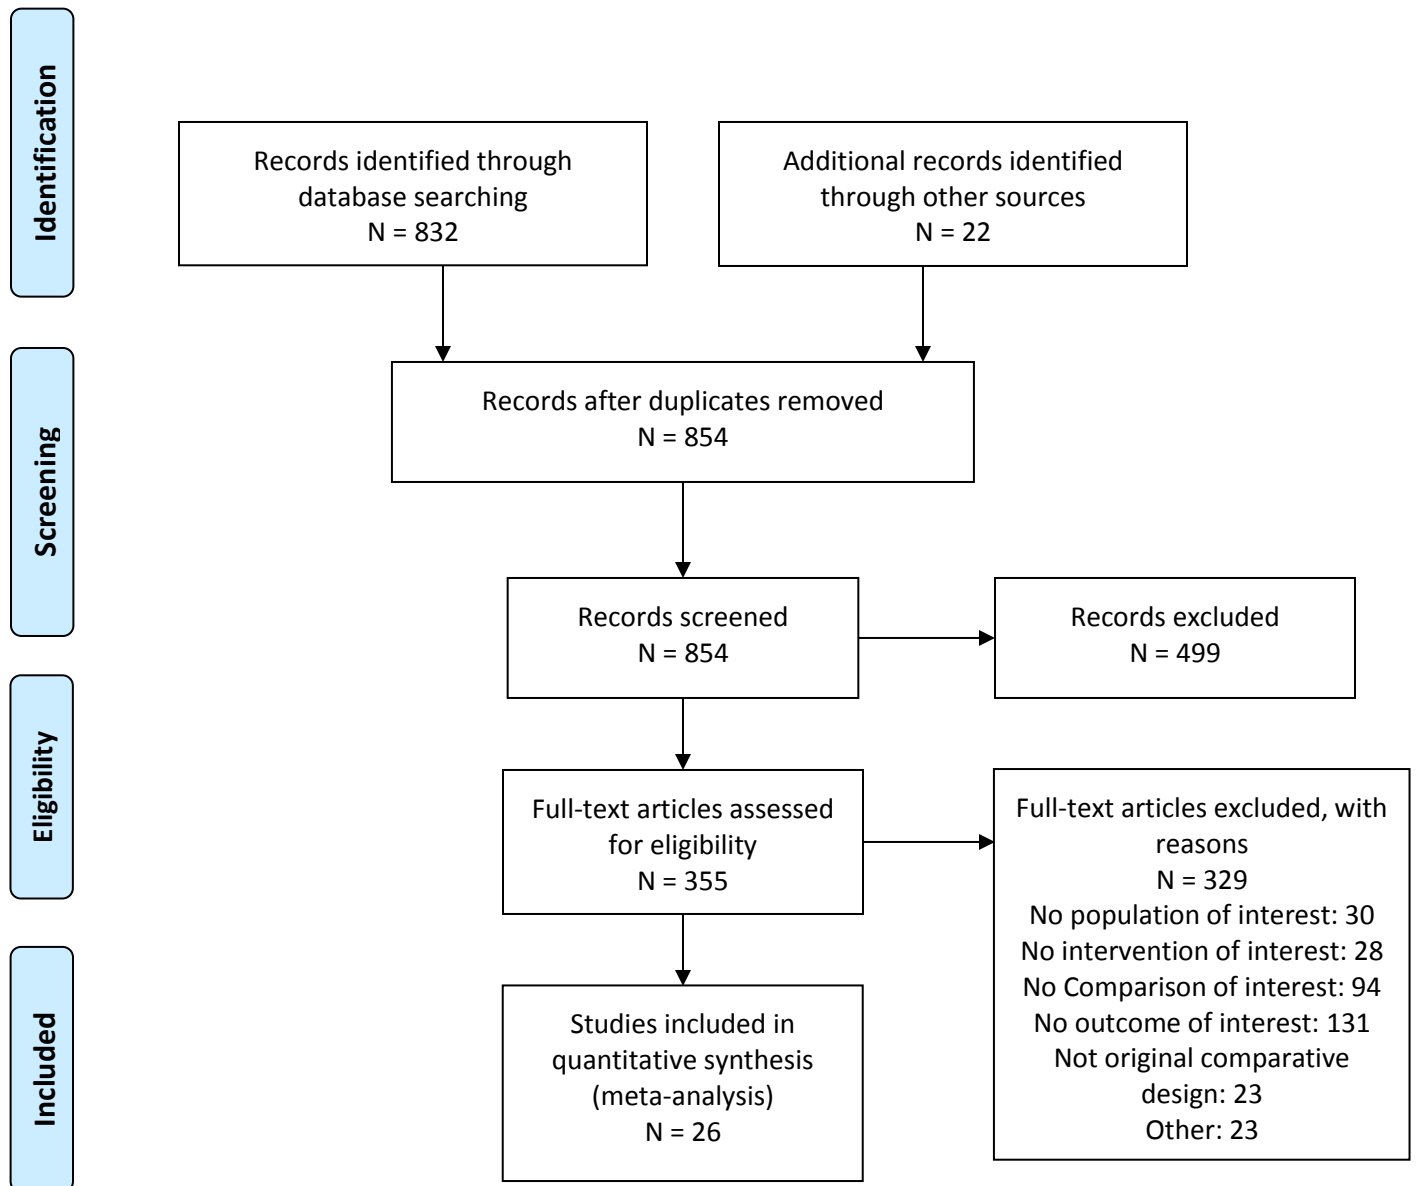 Identification
Records identified through
database searching
N = 832
Additional records identified
through other sources
N = 22
Screening
Records after duplicates removed
N = 854
Records screened
N = 854
Records excluded
N = 499
Eligibility
Full-text articles assessed
for eligibility
N = 355
Full-text articles excluded, with
reasons
N = 329
No population of interest: 30
No intervention of interest: 28
No Comparison of interest: 94
No outcome of interest: 131
Not original comparative
design: 23
Other: 23
Included
Studies included in
quantitative synthesis
(meta-analysis)
N = 26